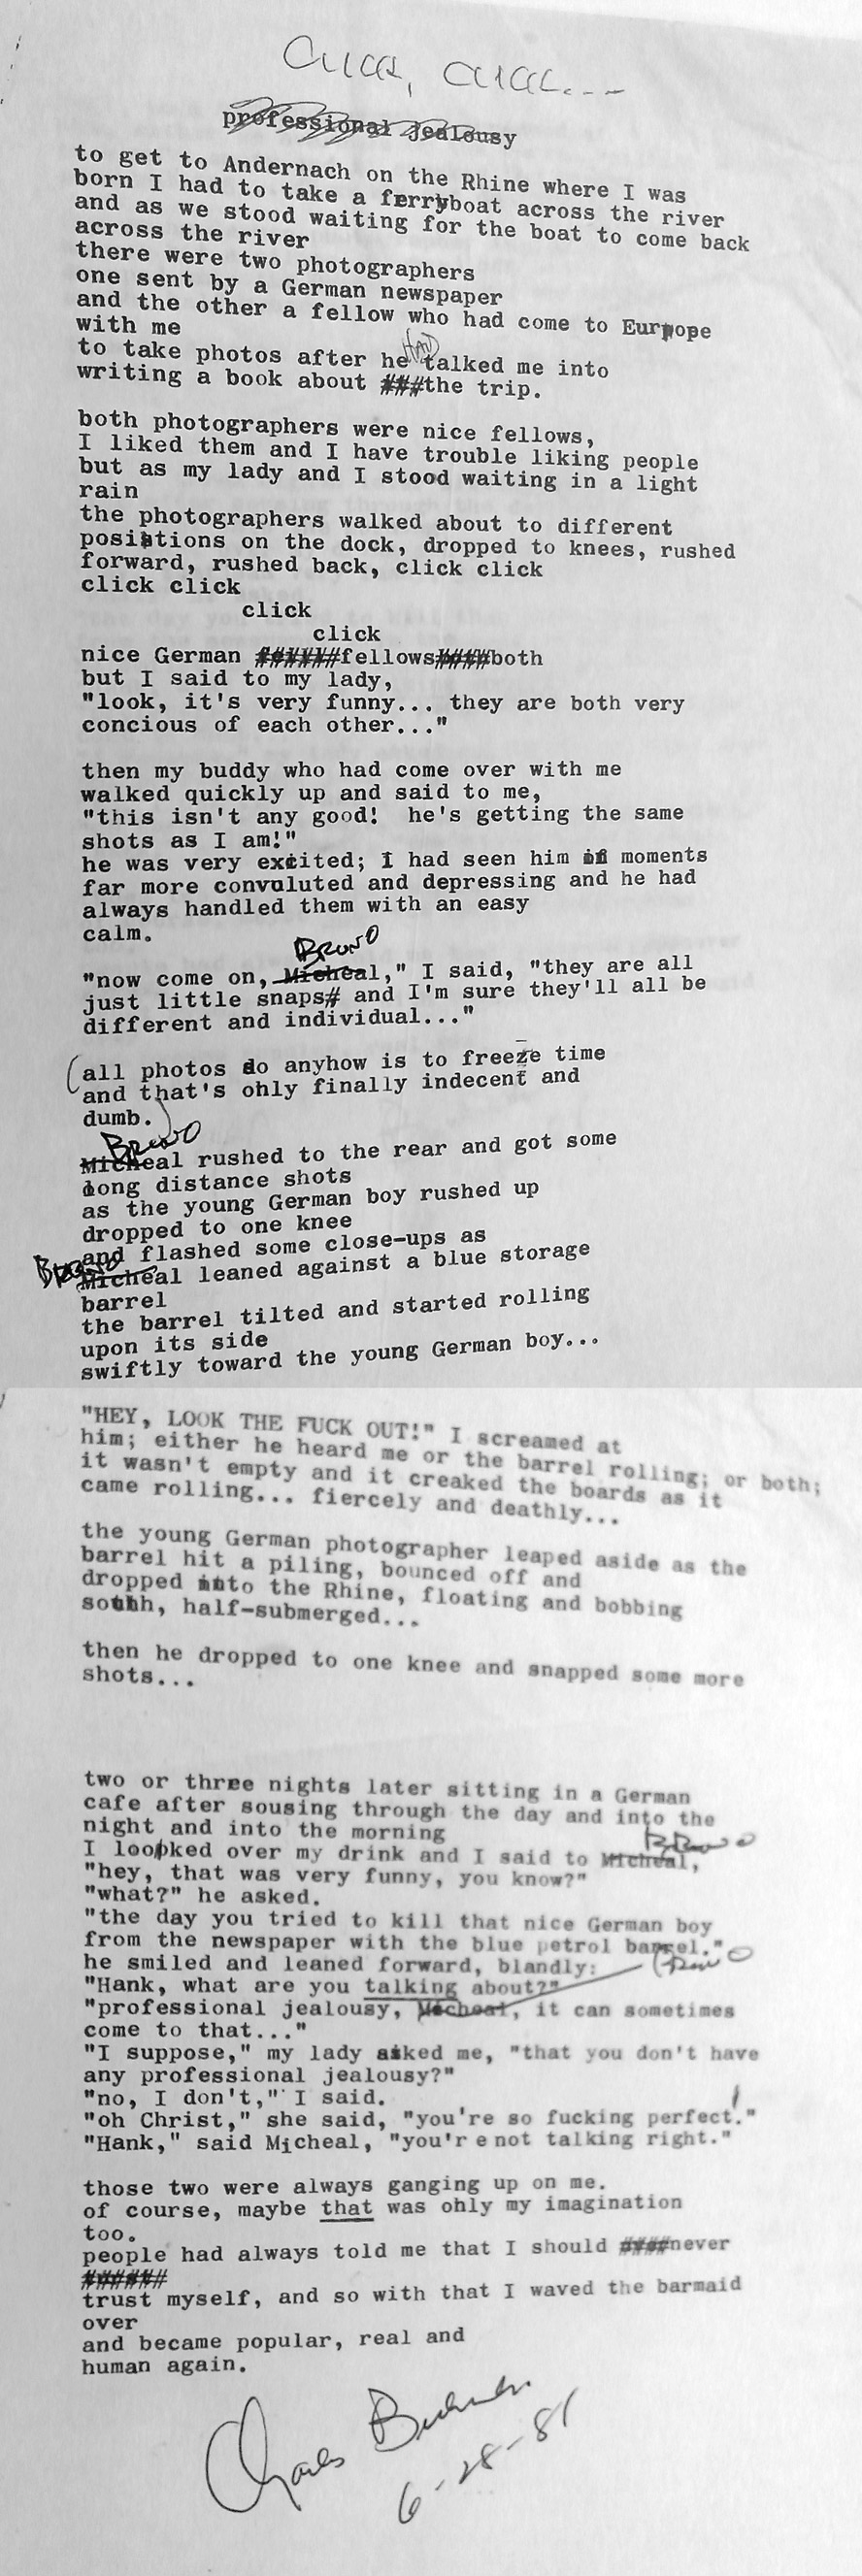 click, click...
professional jealousy
to get to Andernach on the Rhine where I was
born I had to take a ferryboat across the river
and as we stood waiting for the boat to come back
across the river
there were two photographers
one sent by a German newspaper
and the other a fellow who had come to Europe
with me
HAD
to take photos after he talked me into
writing a book about ###the trip.
both photographers were nice fellows,
I liked them and I have trouble liking people
but as my lady and I stood waiting in a light
rain
the photographers walked about to different
positions on the dock, dropped to knees, rushed
forward, rushed back, click click
click click
click
click
nice German ######fellows####both
but I said to my lady,
"look, it's very funny... they are both very
concious of each other..."
then my buddy who had come over with me
walked quickly up and said to me,
"this isn't any good!  he's getting the same
shots as I am!"
he was very excited; I had seen him in moments
far more convuluted and depressing and he had
always handled them with an easy
calm.
BRUNO
"now come on, Micheal," I said, "they are all
just little snaps# and I'm sure they'll all be
different and individual..."
(all photos do anyhow is to freeze time
and that's ohly finally indecent and
dumb.)
BRUNO
Micheal rushed to the rear and got some
long distance shots
as the young German boy rushed up
dropped to one knee
and flashed some close-ups as
BRUNO
Micheal leaned against a blue storage
barrel
the barrel tilted and started rolling
upon its side
swiftly toward the young German boy...
"HEY, LOOK THE FUCK OUT!" I screamed at
him; either he heard me or the barrel rolling; or both;
it wasn't empty and it creaked the boards as it
came rolling... fiercely and deathly...
the young German photographer leaped aside as the
barrel hit a piling, bounced off and
dropped into the Rhine, floating and bobbing
south, half-submerged...
then he dropped to one knee and snapped some more
shots...
two or three nights later sitting in a German
cafe after sousing through the day and into the
night and into the morning
BRUNO
I looked over my drink and I said to Micheal,
"hey, that was very funny, you know?"
"what?" he asked.
"the day you tried to kill that nice German boy
from the newspaper with the blue petrol barrel."
he smiled and leaned forward, blandly:
Bruno
"Hank, what are you talking about?"
"professional jealousy, Micheal, it can sometimes
come to that..."
"I suppose," my lady asked me, "that you don't have
any professional jealousy?"
"no, I don't," I said.
"oh Christ," she said, "you're so fucking perfect!"
"Hank," said Micheal, "you're not talking right."
those two were always ganging up on me.
of course, maybe that was ohly my imagination
too.
people had always told me that I should ####never
######
trust myself, and so with that I waved the barmaid
over
and became popular, real and
human again.
Charles Bukowski
6-28-81